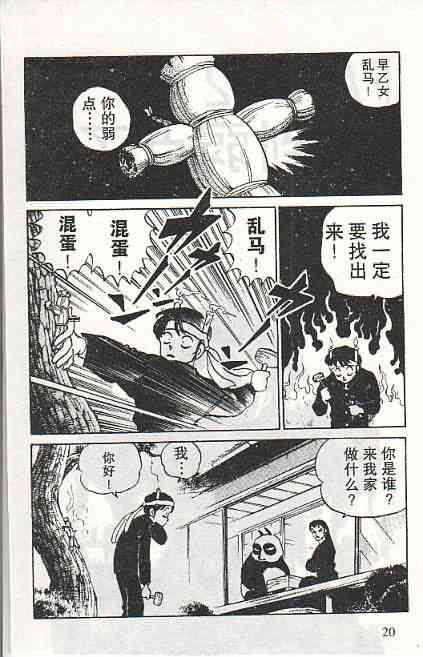 早乙女
乱马！
你的弱
点……
我一定
要找出
来！
乱马！
混蛋！
混蛋！
你是谁？
来我家
做什么？
我…
你好！
20